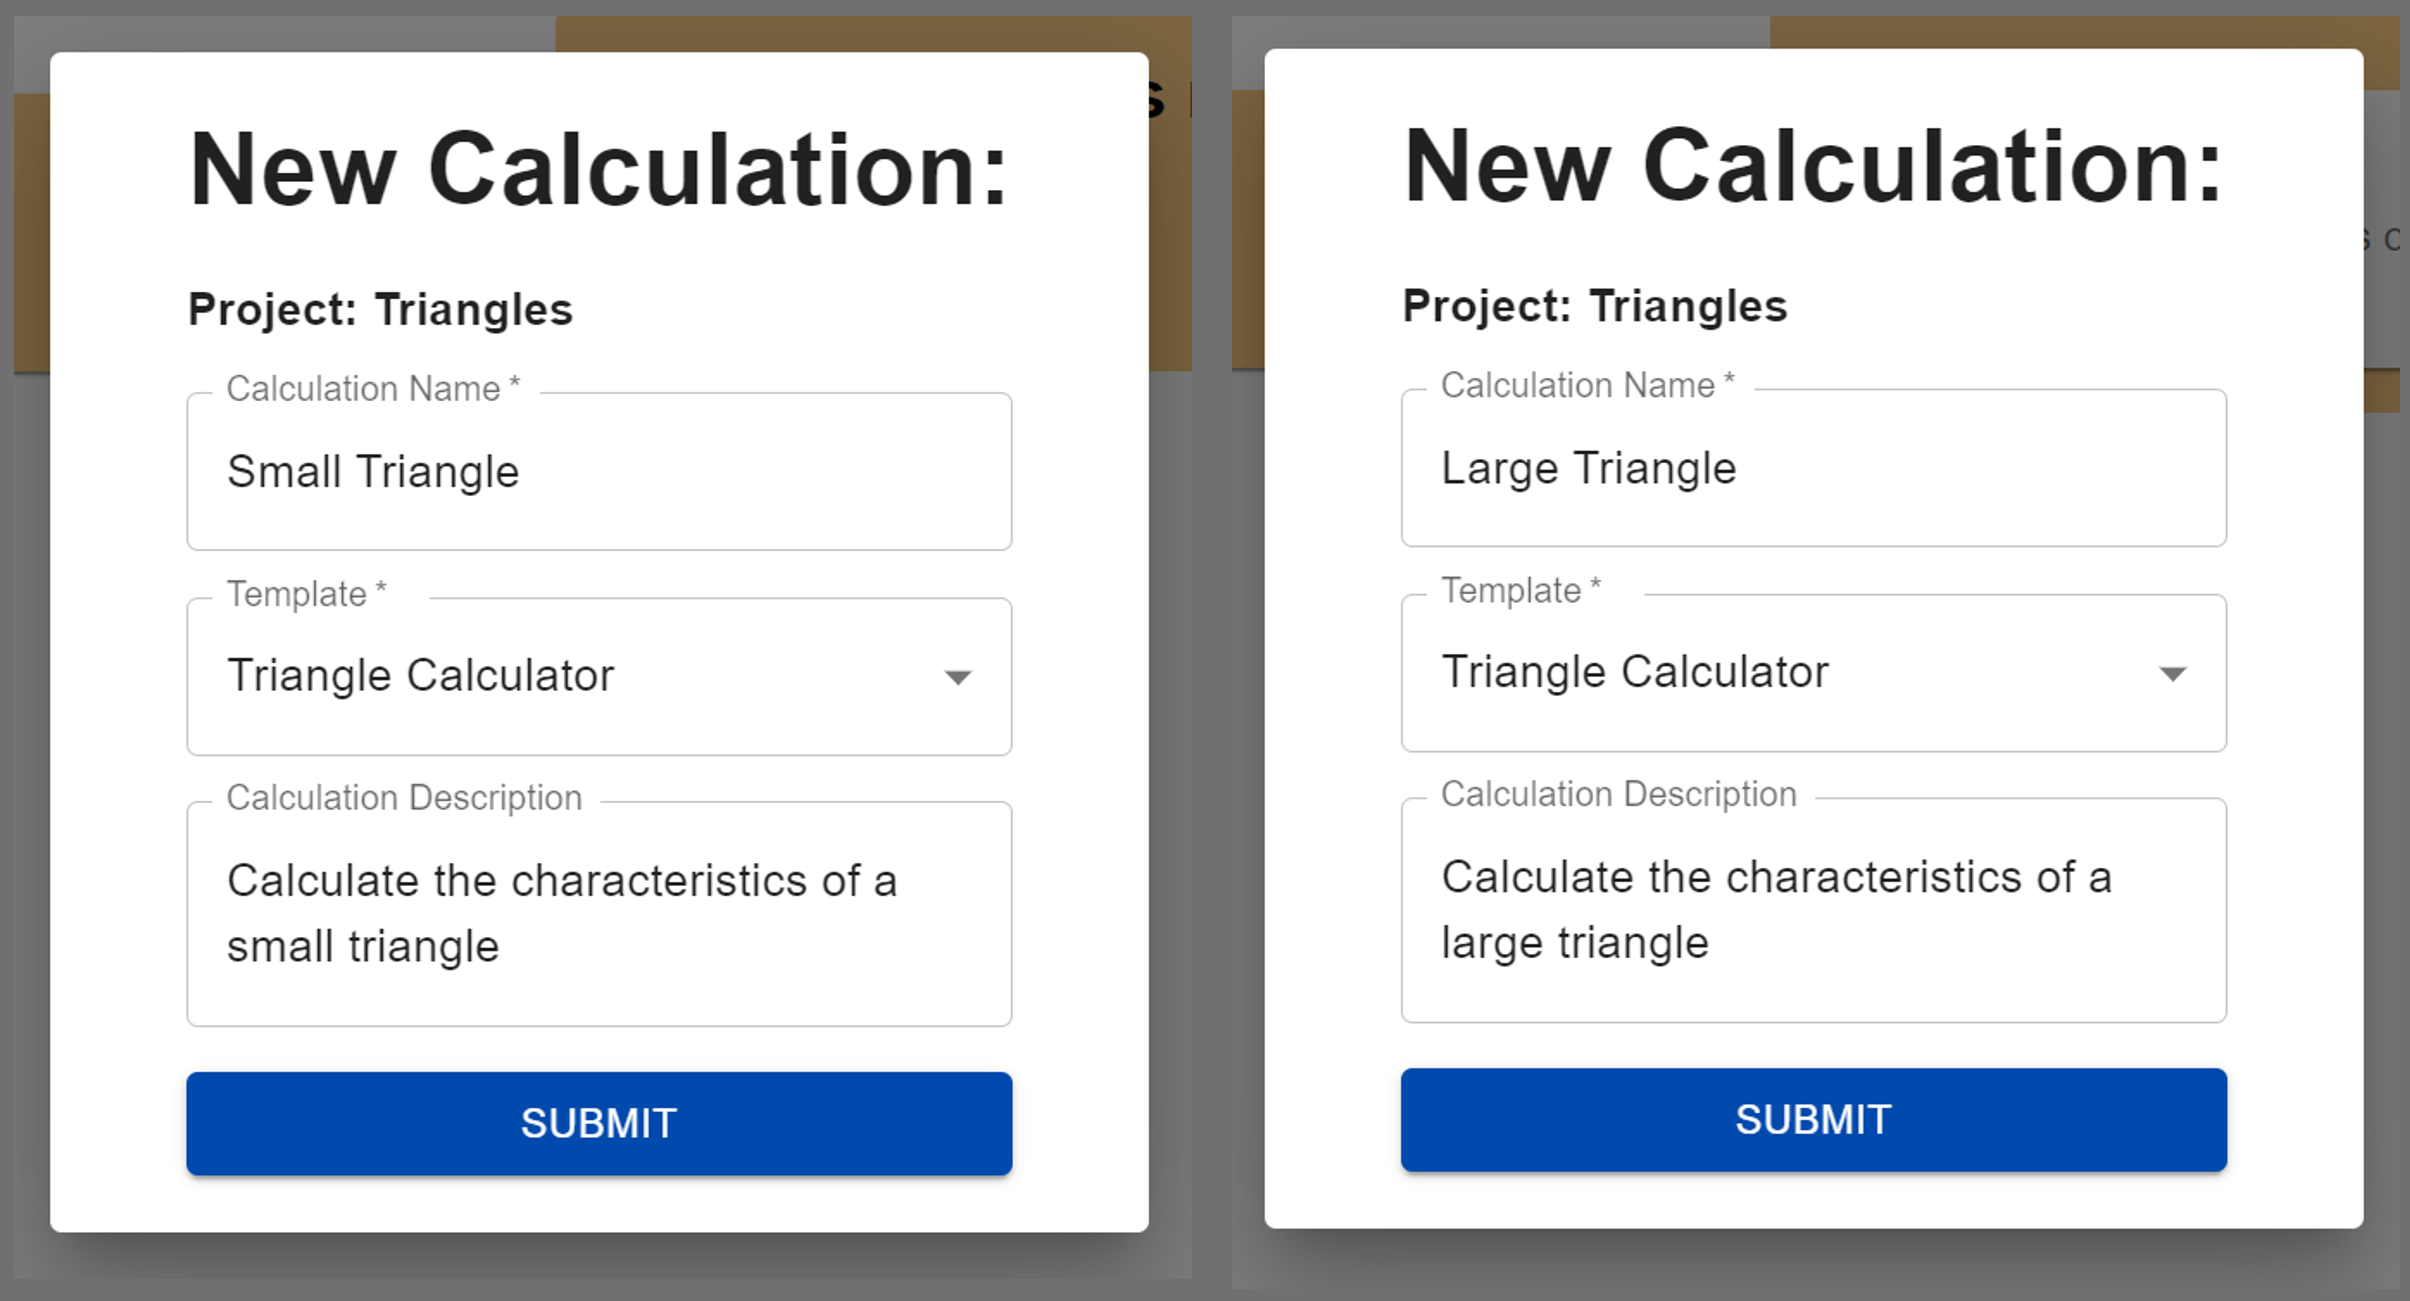 New Calculation:
Project: Triangles
Calculation Name *
Small Triangle
Template *
Triangle Calculator
Calculation Description
Calculate the characteristics of a
small triangle
SUBMIT
New Calculation:
Project: Triangles
Calculation Name *
Large Triangle
Template *
Triangle Calculator
Calculation Description
Calculate the characteristics of a
large triangle
SUBMIT